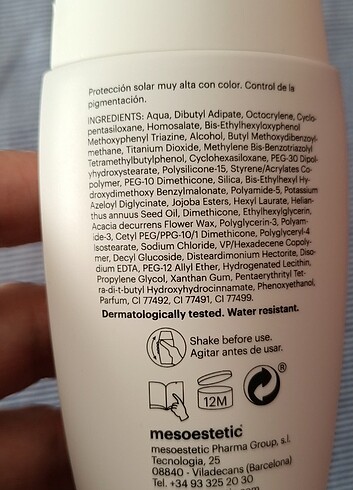 Protección solar muy alta con color. Control de la
pigmentación.
INGREDIENTS: Aqua, Dibutyl Adipate, Octocrylene, Cyclo-
pentasiloxane, Homosalate, Bis-Ethylhexyloxyphenol
Methoxyphenyl Triazine, Alcohol, Butyl Methoxydibenzoyl-
methane, Titanium Dioxide, Methylene Bis-Benzotriazolyl
Tetramethylbutylphenol, Cyclohexasiloxane, PEG-30 Dipol-
yhydroxystearate, Polysilicone-15, Styrene/Acrylates Co-
polymer, PEG-10 Dimethicone, Silica, Bis-Ethylhexyl Hy-
droxydimethoxy Benzylmalonate, Polyamide-5, Potassium
Azeloyl Diglycinate, Jojoba Esters, Hexyl Laurate, Helian-
thus annuus Seed Oil, Dimethicone, Ethylhexylglycerin,
Acacia decurrens Flower Wax, Polyglycerin-3, Polyam-
ide-3, Cetyl PEG/PPG-10/1 Dimethicone, Polyglyceryl-4
Isostearate, Sodium Chloride, VP/Hexadecene Copoly-
mer, Decyl Glucoside, Disteardimonium Hectorite, Diso-
dium EDTA, PEG-12 Allyl Ether, Hydrogenated Lecithin,
Propylene Glycol, Xanthan Gum, Pentaerythrityl Tet-
ra-di-t-butyl Hydroxyhydrocinnamate, Phenoxyethanol,
Parfum, CI 77492, CI 77491, CI 77499.
Dermatologically tested. Water resistant.
Shake before use.
Agitar antes de usar.
12M
®
mesoestetic
mesoestetic Pharma Group, s.l.
Tecnologia, 25
08840 - Viladecans (Barcelona)
Tel. +34 93 325 20 30